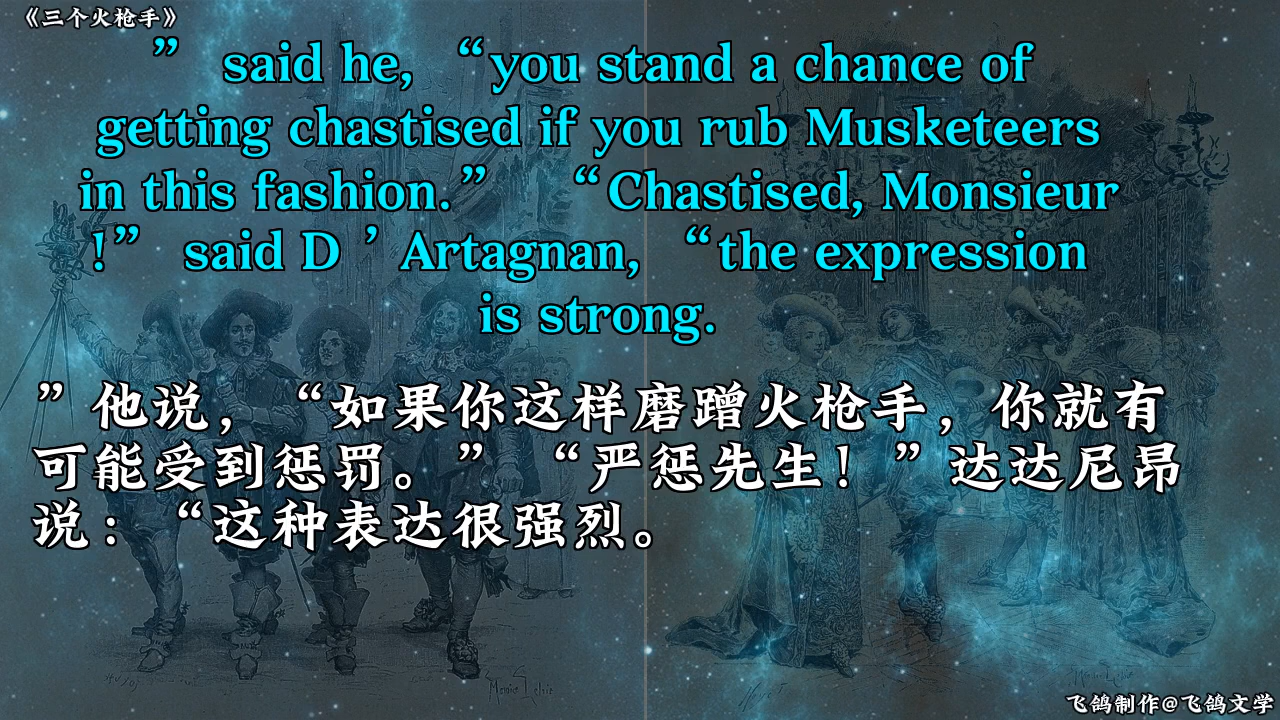 《三个火枪手》
” said he, “you stand a chance of
getting chastised if you rub Musketeers
in this fashion.” “Chastised, Monsieur
!” said D ’ Artagnan, “the expression
is strong.
”他说，“如果你这样磨蹭火枪手，你就有
可能受到惩罚。”“严惩先生！”达达尼昂
说：“这种表达很强烈。
飞鸽制作@飞鸽文学